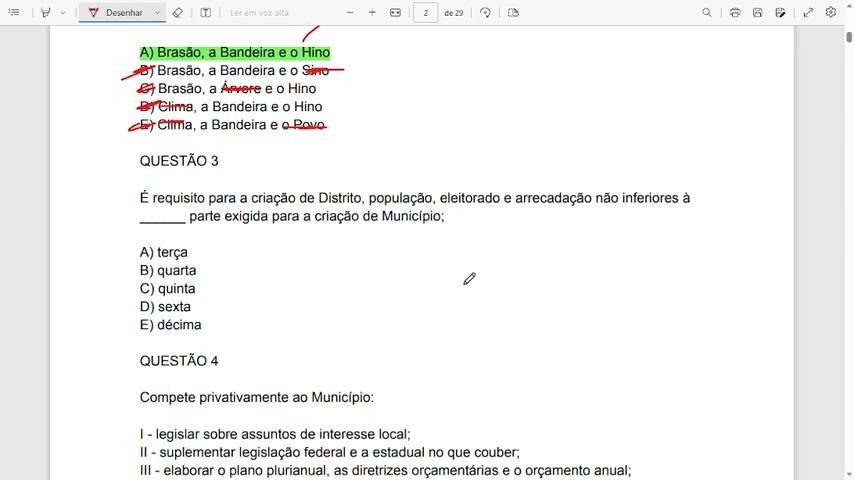 Desenhar
Ler em voz alta
2
de 29
A) Brasão, a Bandeira e o Hino
B) Brasão, a Bandeira e o Sino
C) Brasão, a Árvore e o Hino
D) Clima, a Bandeira e o Hino
E) Clima, a Bandeira e o Povo
QUESTÃO 3
É requisito para a criação de Distrito, população, eleitorado e arrecadação não inferiores à
______ parte exigida para a criação de Município;
A) terça
B) quarta
C) quinta
D) sexta
E) décima
QUESTÃO 4
Compete privativamente ao Município:
I - legislar sobre assuntos de interesse local;
II - suplementar legislação federal e a estadual no que couber;
III - elaborar o plano plurianual, as diretrizes orçamentárias e o orçamento anual;